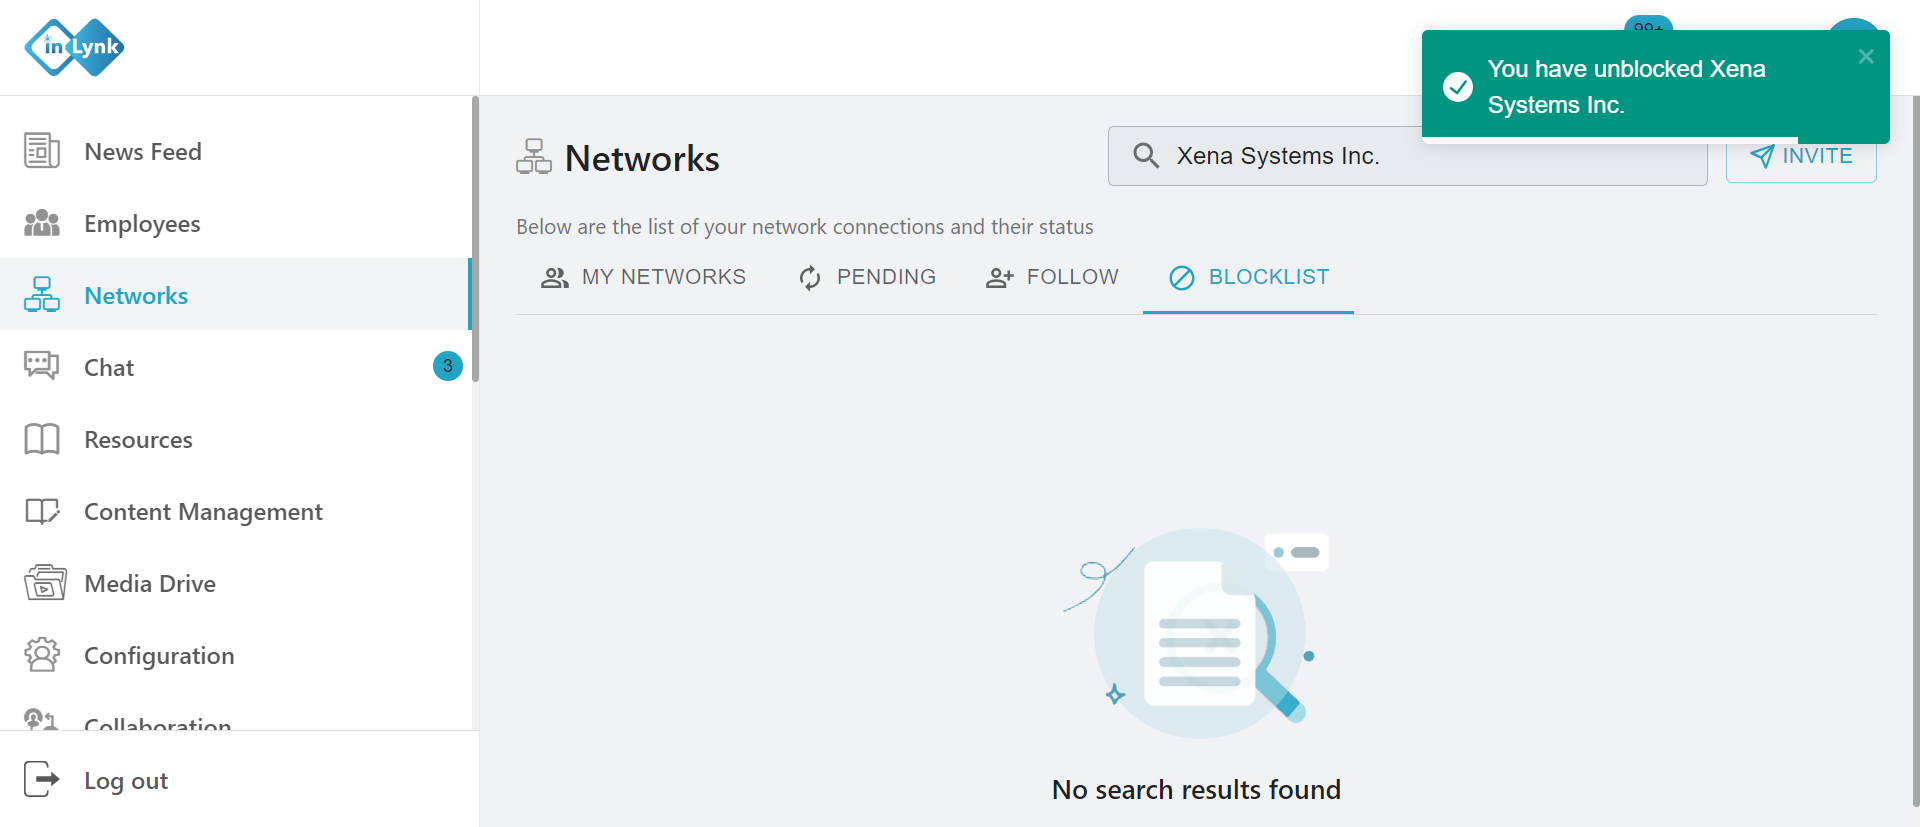 in Lynk
99+
You have unblocked Xena
Systems Inc.
News Feed
Employees
Networks
Chat
3
Resources
Content Management
Media Drive
Configuration
Collaboration
Log out
Networks
Xena Systems Inc.
INVITE
Below are the list of your network connections and their status
MY NETWORKS
PENDING
FOLLOW
BLOCKLIST
No search results found